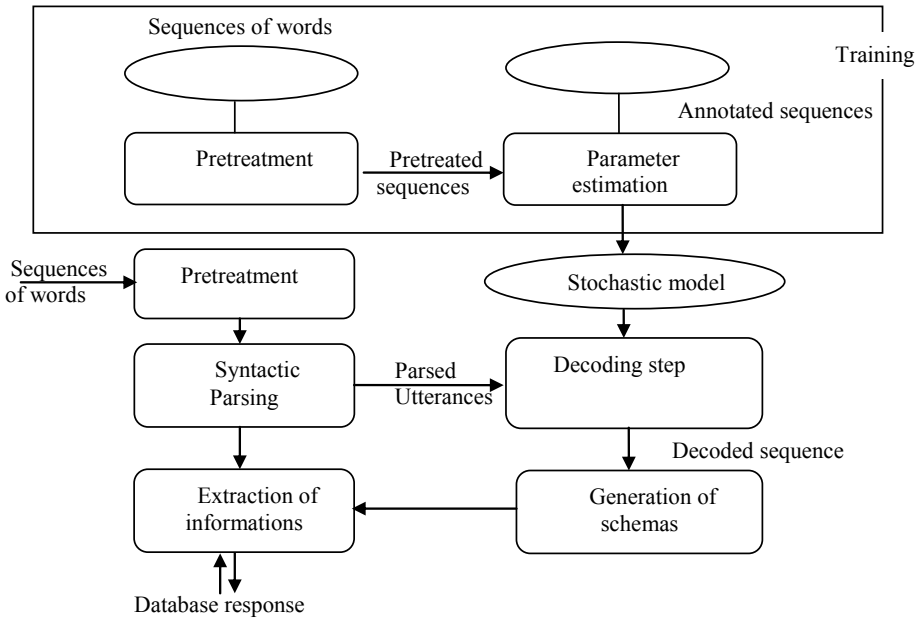 Sequences of words
Training
Annotated sequences
Pretreatment
Pretreated
sequences
Parameter
estimation
Sequences
of words
Pretreatment
Stochastic model
Syntactic
Parsing
Parsed
Utterances
Decoding step
Decoded sequence
Extraction of
informations
Generation of
schemas
Database response